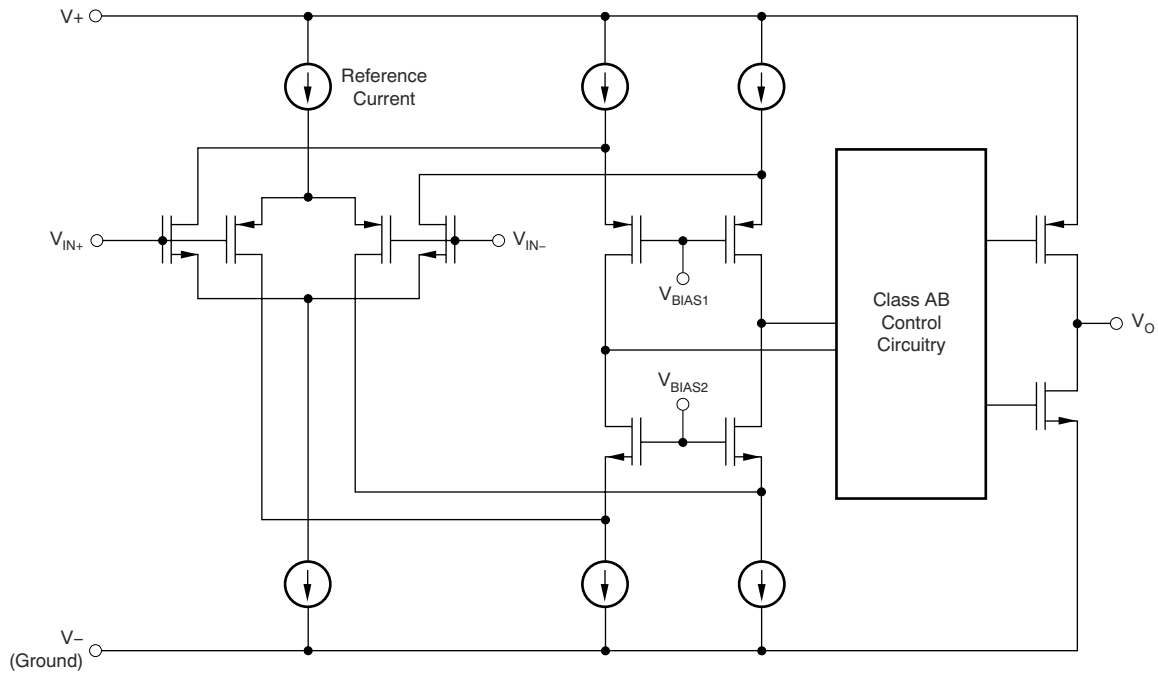 V+
Reference
Current
V_IN+
V_IN−
V_BIAS1
V_BIAS2
Class AB
Control
Circuitry
V_O
V−
(Ground)